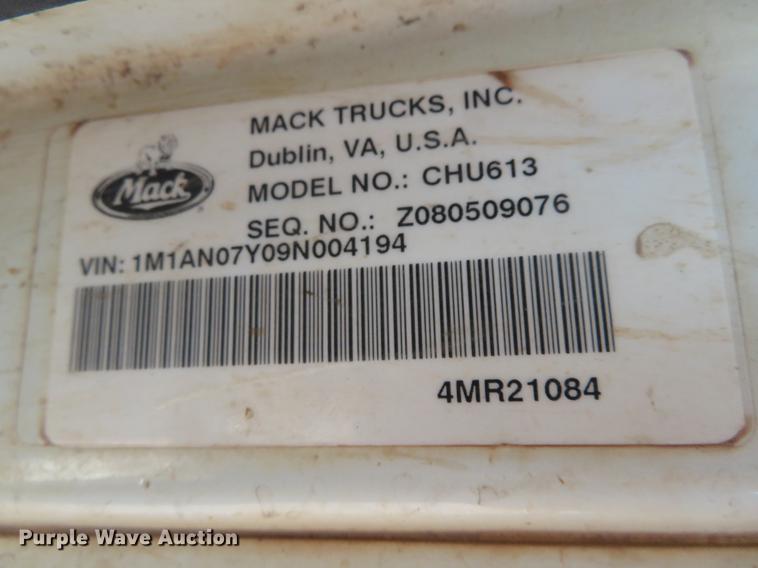 MACK TRUCKS, INC.
Dublin, VA, U.S.A.
MODEL NO.: CHU613
SEQ. NO.: Z080509076
Mack
VIN: 1M1AN07Y09N004194
4MR21084
Purple Wave Auction